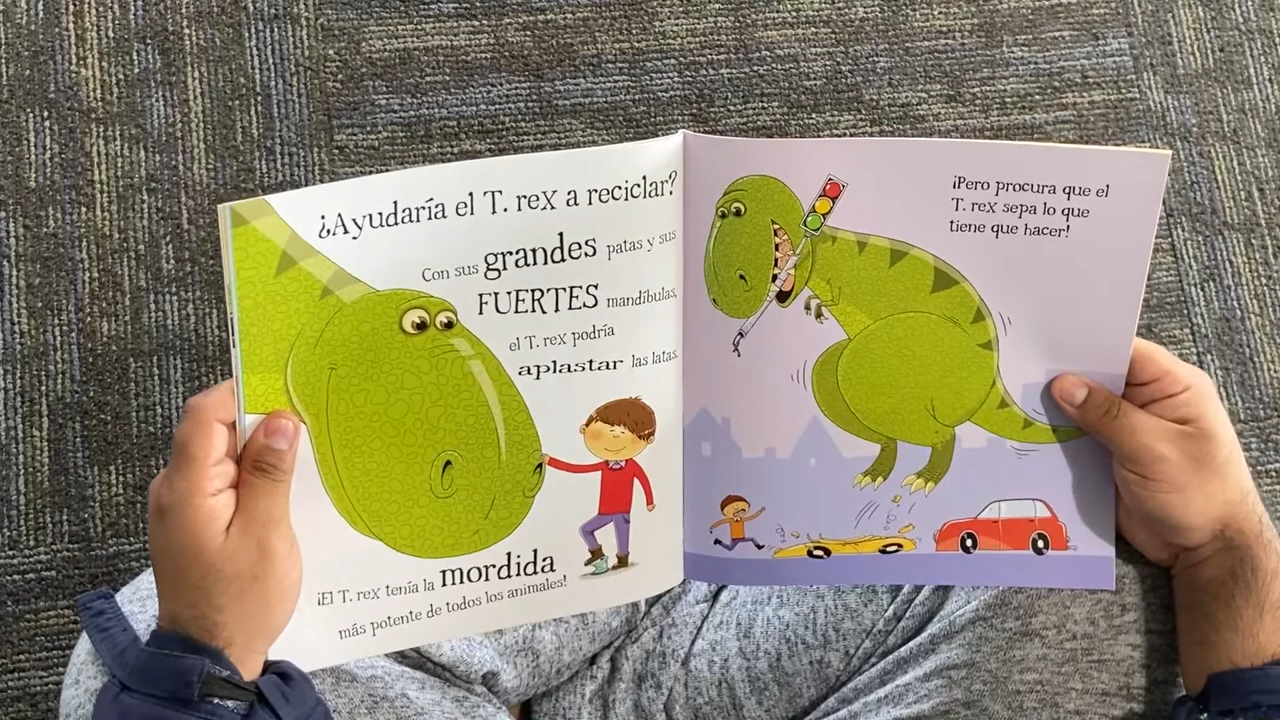 ¿Ayudaría el T. rex a reciclar?
Con sus grandes patas y sus
FUERTES mandíbulas,
el T. rex podría
aplastar las latas.
¡El T. rex tenía la mordida
más potente de todos los animales!
¡Pero procura que el
T. rex sepa lo que
tiene que hacer!